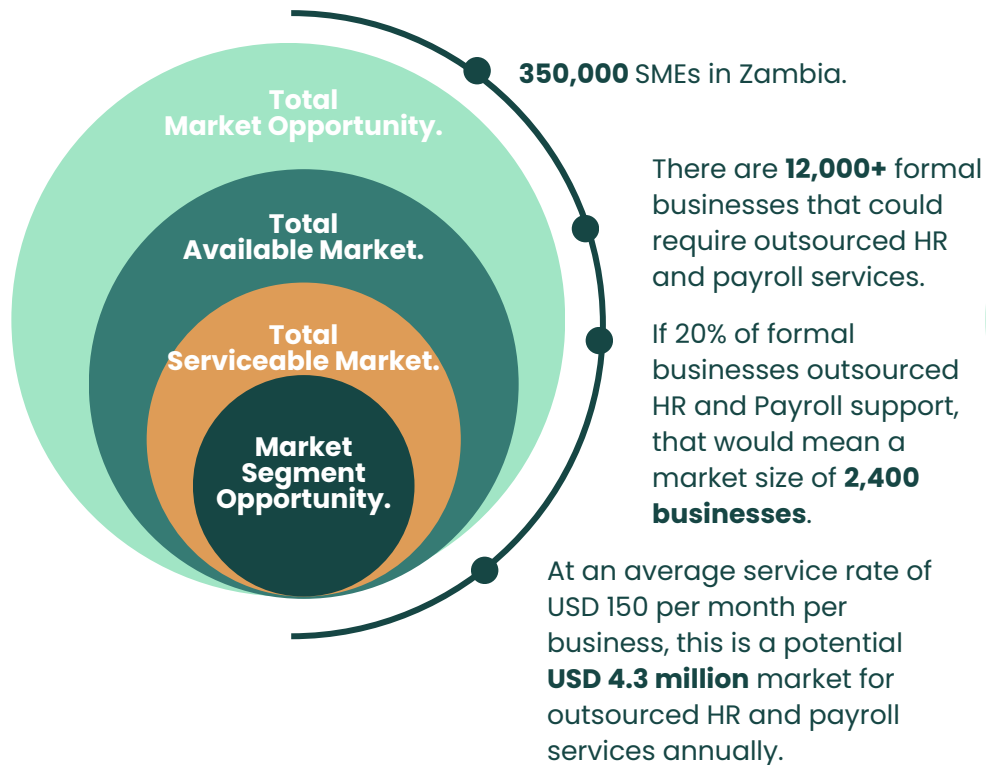 Total
Market Opportunity.
Total
Available Market.
Total
Serviceable Market.
Market
Segment
Opportunity.
350,000 SMEs in Zambia.
There are 12,000+ formal
businesses that could
require outsourced HR
and payroll services.
If 20% of formal
businesses outsourced
HR and Payroll support,
that would mean a
market size of 2,400
businesses.
At an average service rate of
USD 150 per month per
business, this is a potential
USD 4.3 million market for
outsourced HR and payroll
services annually.